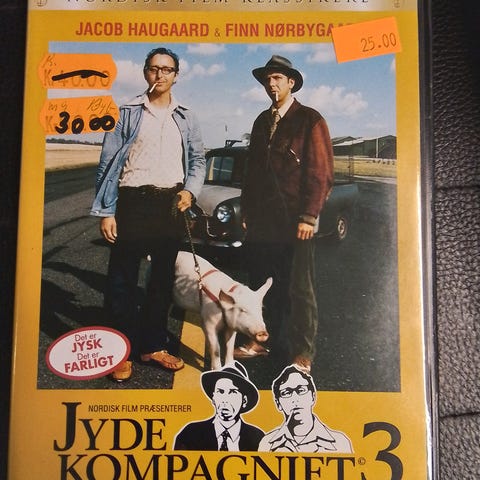 NORDISK FILM KLASSIKERE
JACOB HAUGAARD & FINN NØRBYGAA
25.00
30.00
Det er
JYSK
Det er
FARLIGT
NORDISK FILM PRÆSENTERER
JYDE
KOMPAGNIET© 3